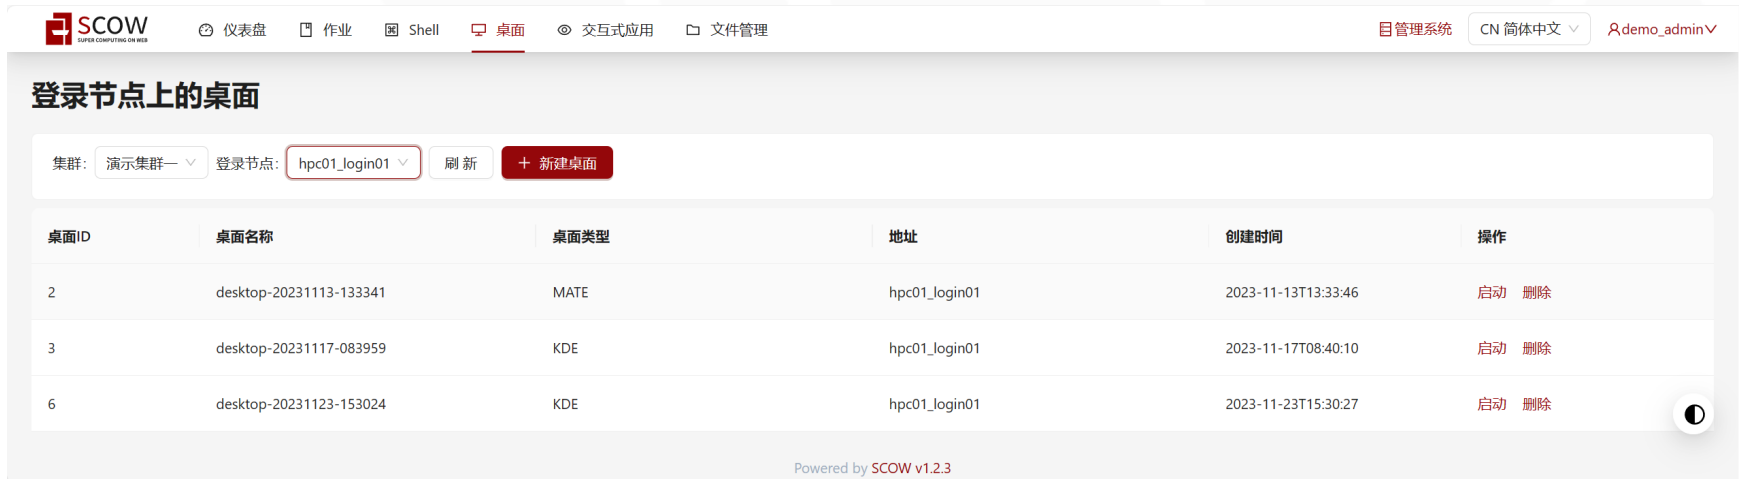 SCOW SUPER COMPUTING ON WEB 仪表盘 作业 Shell 桌面 交互式应用 文件管理 管理系统 CN 简体中文 demo_admin
登录节点上的桌面
集群: 演示集群一 登录节点: hpc01_login01 刷 新 + 新建桌面
桌面ID 桌面名称 桌面类型 地址 创建时间 操作
2 desktop-20231113-133341 MATE hpc01_login01 2023-11-13T13:33:46 启动 删除
3 desktop-20231117-083959 KDE hpc01_login01 2023-11-17T08:40:10 启动 删除
6 desktop-20231123-153024 KDE hpc01_login01 2023-11-23T15:30:27 启动 删除
Powered by SCOW v1.2.3